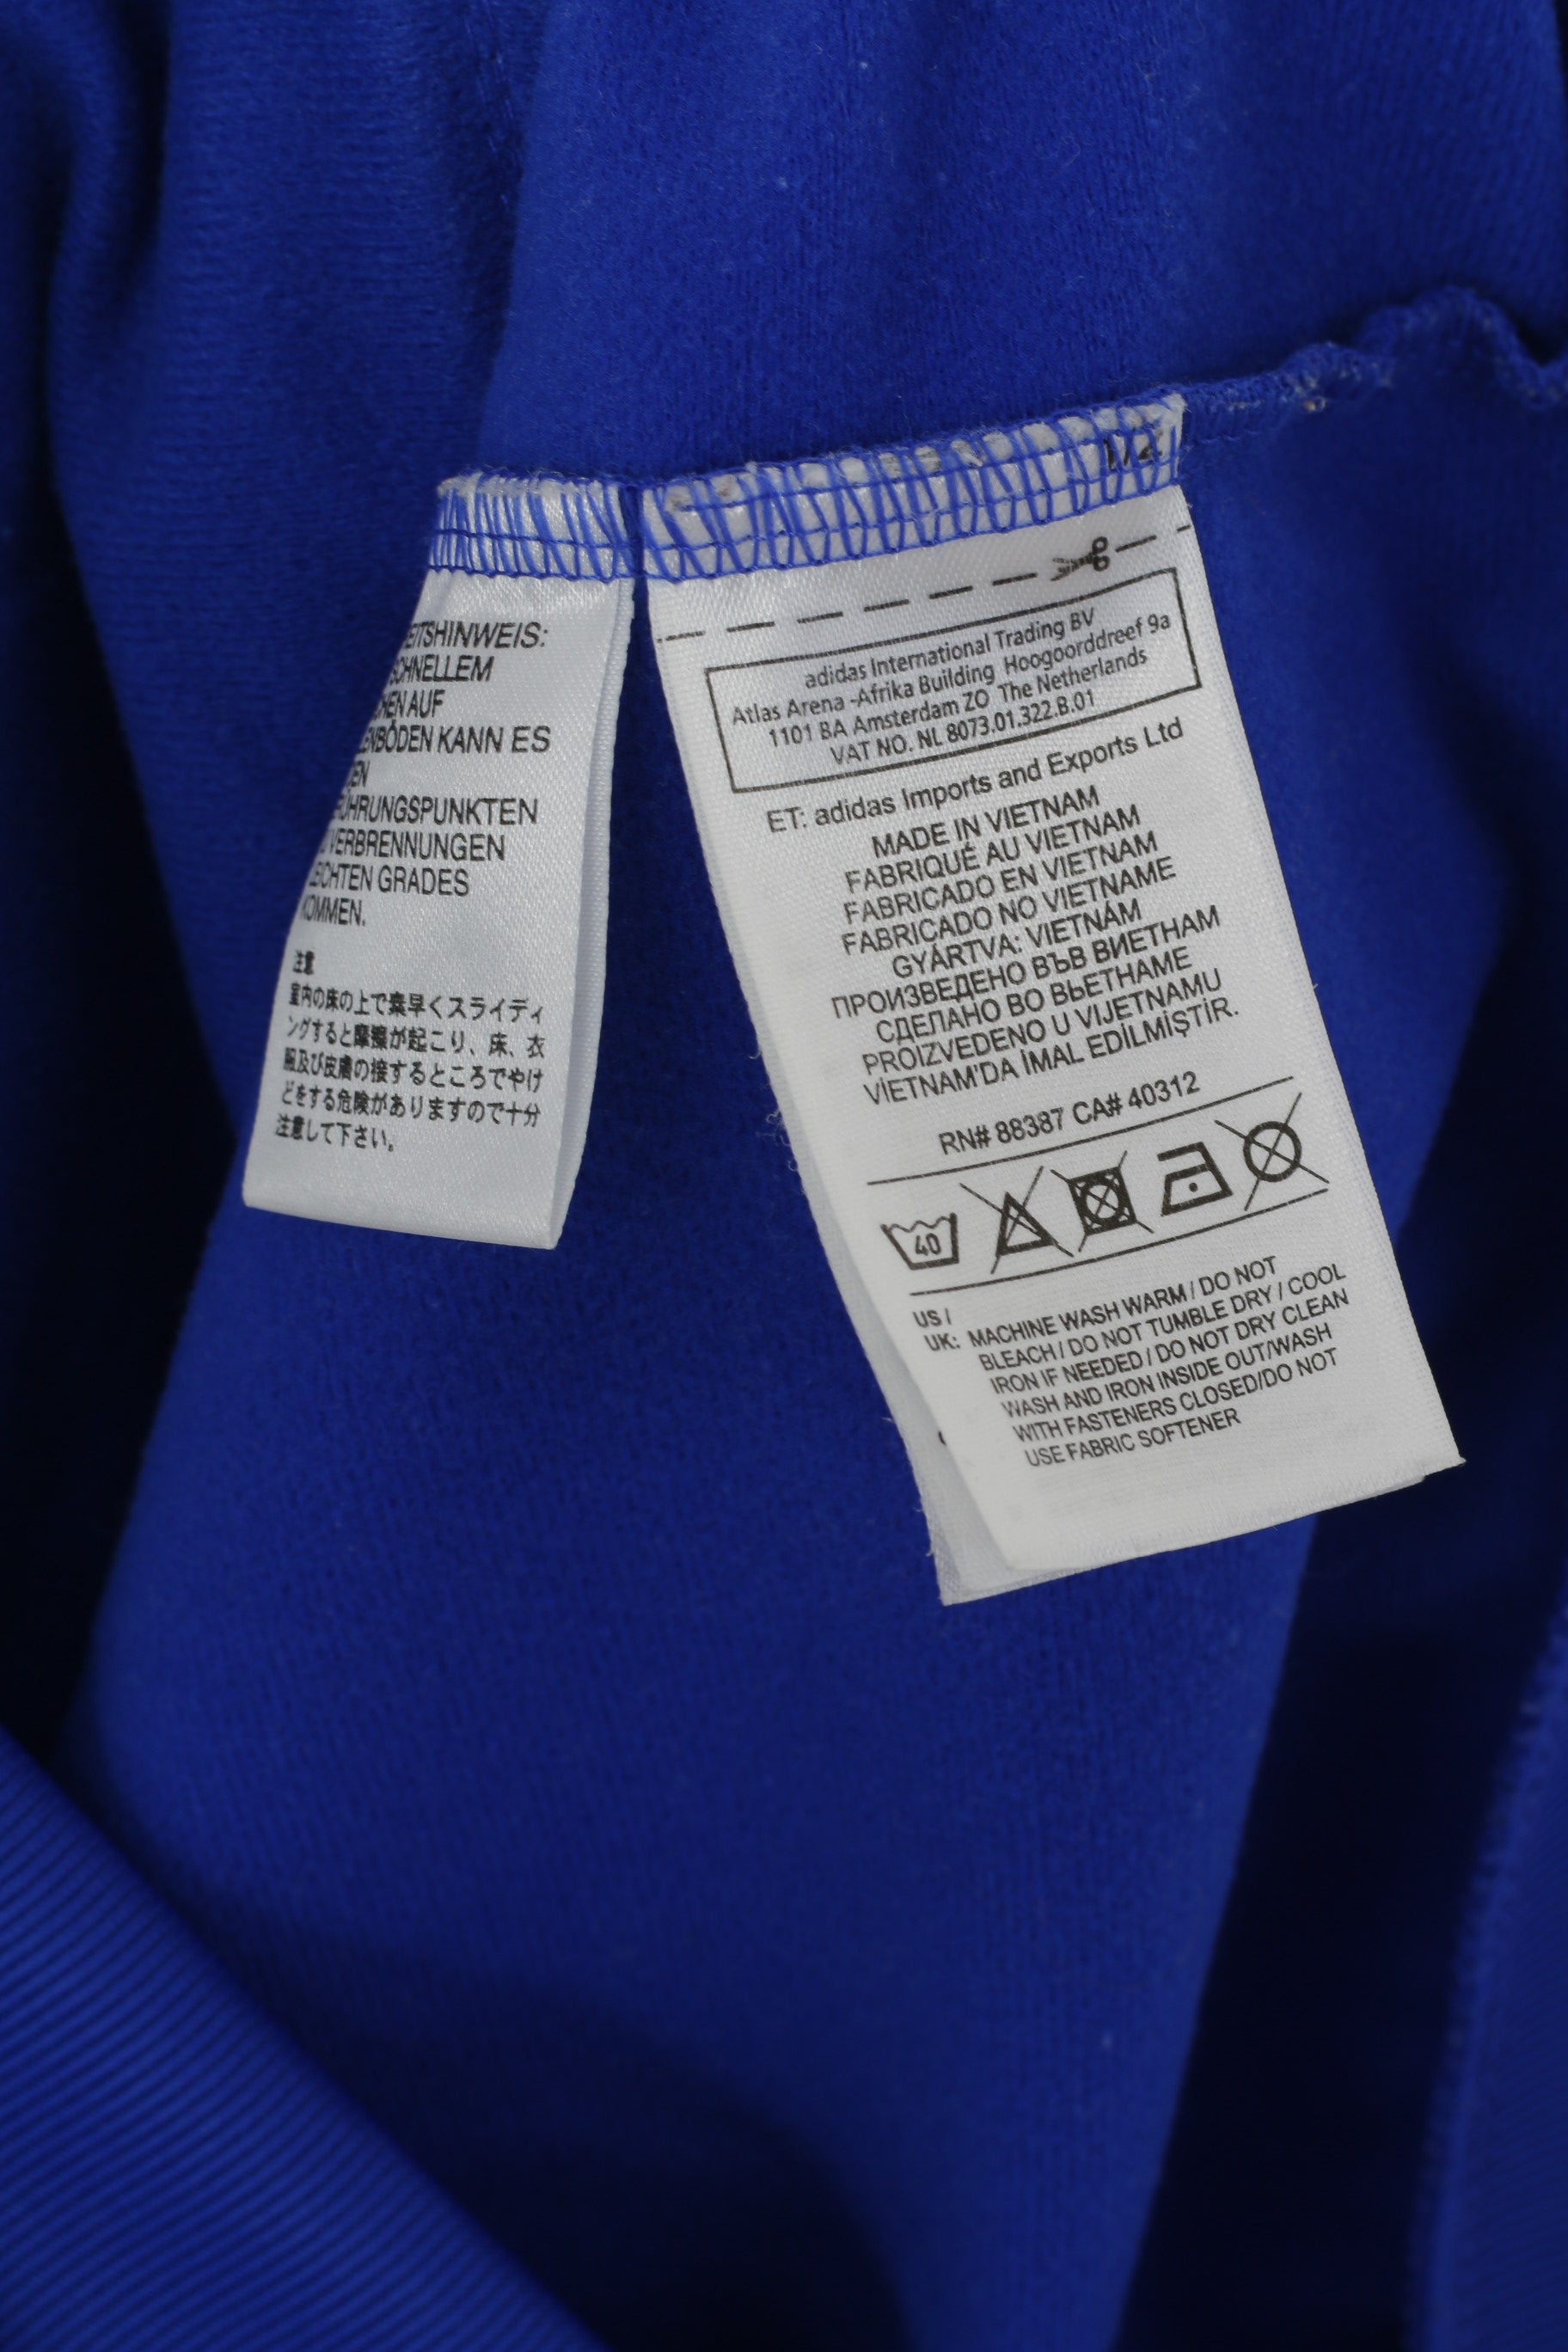 EITSHINWEIS:
SCHNELLEM
AUF
KANN ES
VERBRENNUNGEN
LEICHTEN GRADES
KOMMEN.
注意
室内の床の上で素早くスライディ
ングすると摩擦が起こり、床、衣
服及び皮膚の接するところでやけ
どをする危険がありますので十分
注意して下さい。
1/2
adidas International Trading BV
Atlas Arena -Afrika Building Hoogoorddreef 9a
1101 BA Amsterdam ZO The Netherlands
VAT NO. NL 8073.01.322.B.01
ET: adidas Imports and Exports Ltd
MADE IN VIETNAM
FABRIQUÉ AU VIETNAM
FABRICADO EN VIETNAM
FABRICADO NO VIETNAME
GYÁRTVA: VIETNÁM
ПРОИЗВЕДЕНО ВЪВ ВИЕТНАМ
СДЕЛАНО ВО ВЬЕТНАМЕ
PROIZVEDENO U VIJETNAMU
VİETNAM'DA İMAL EDİLMİŞTİR.
RN# 88387 CA# 40312
40
US /
UK: MACHINE WASH WARM / DO NOT
BLEACH / DO NOT TUMBLE DRY / COOL
IRON IF NEEDED / DO NOT DRY CLEAN
WASH AND IRON INSIDE OUT/WASH
WITH FASTENERS CLOSED/DO NOT
USE FABRIC SOFTENER